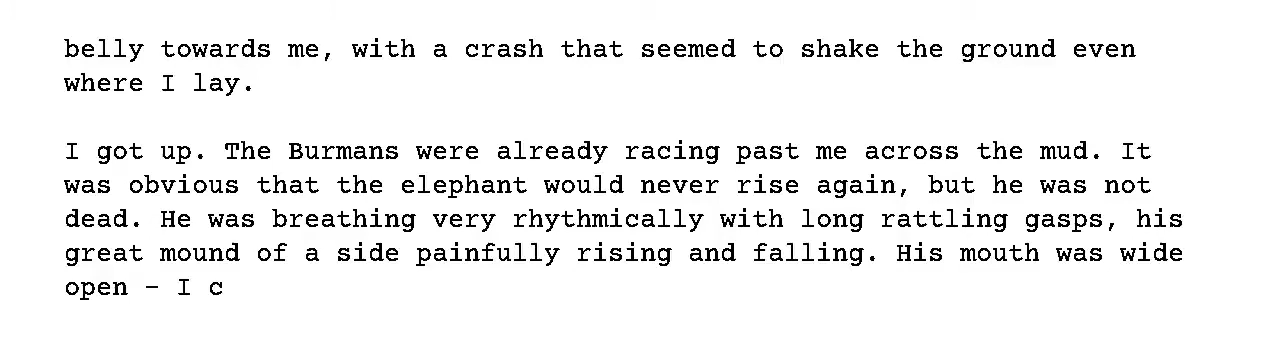 belly towards me, with a crash that seemed to shake the ground even
where I lay.
I got up. The Burmans were already racing past me across the mud. It
was obvious that the elephant would never rise again, but he was not
dead. He was breathing very rhythmically with long rattling gasps, his
great mound of a side painfully rising and falling. His mouth was wide
open – I c